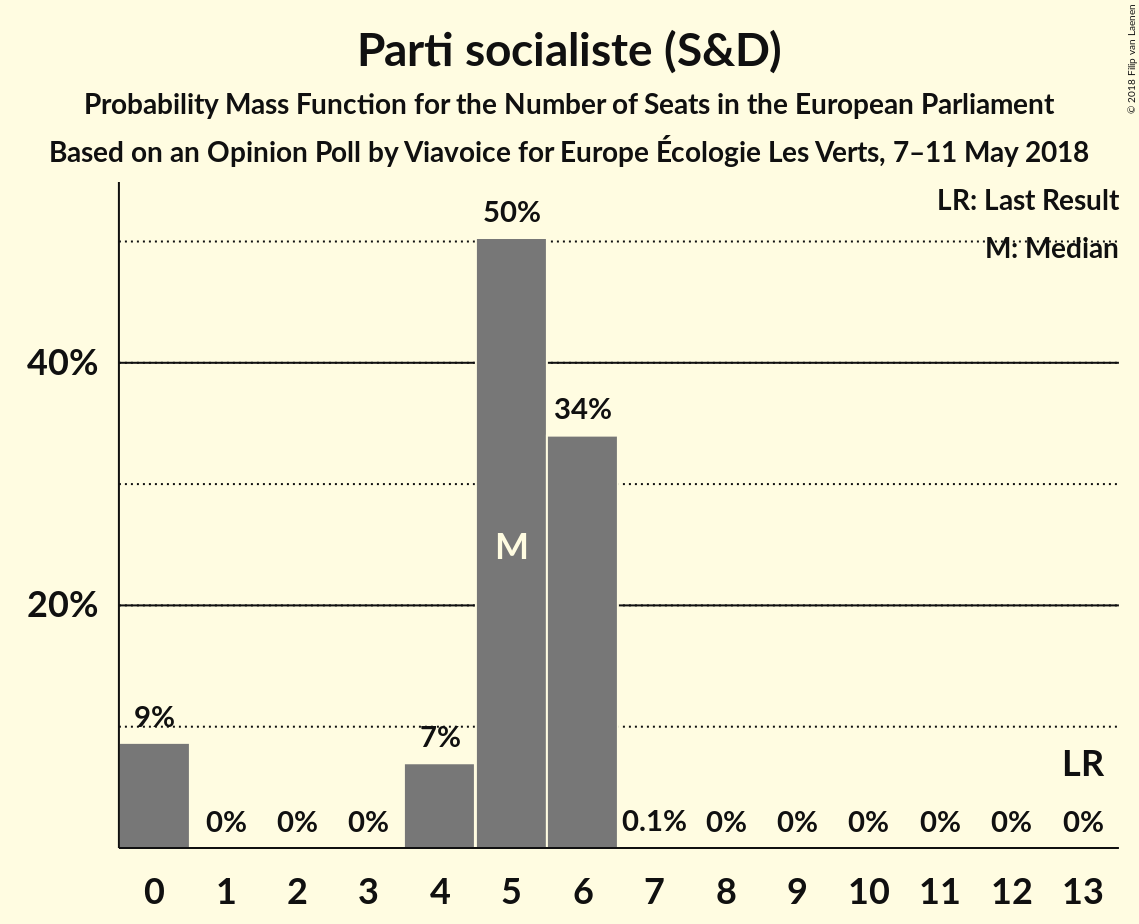 Parti socialiste (S&D)
Probability Mass Function for the Number of Seats in the European Parliament
Based on an Opinion Poll by Viavoice for Europe Écologie Les Verts, 7–11 May 2018
© 2018 Filip van Laenen
LR: Last Result
M: Median
50%
40%
34%
M
20%
9%
7%
LR
0% 0% 0% 0.1% 0% 0% 0% 0% 0% 0%
0 1 2 3 4 5 6 7 8 9 10 11 12 13